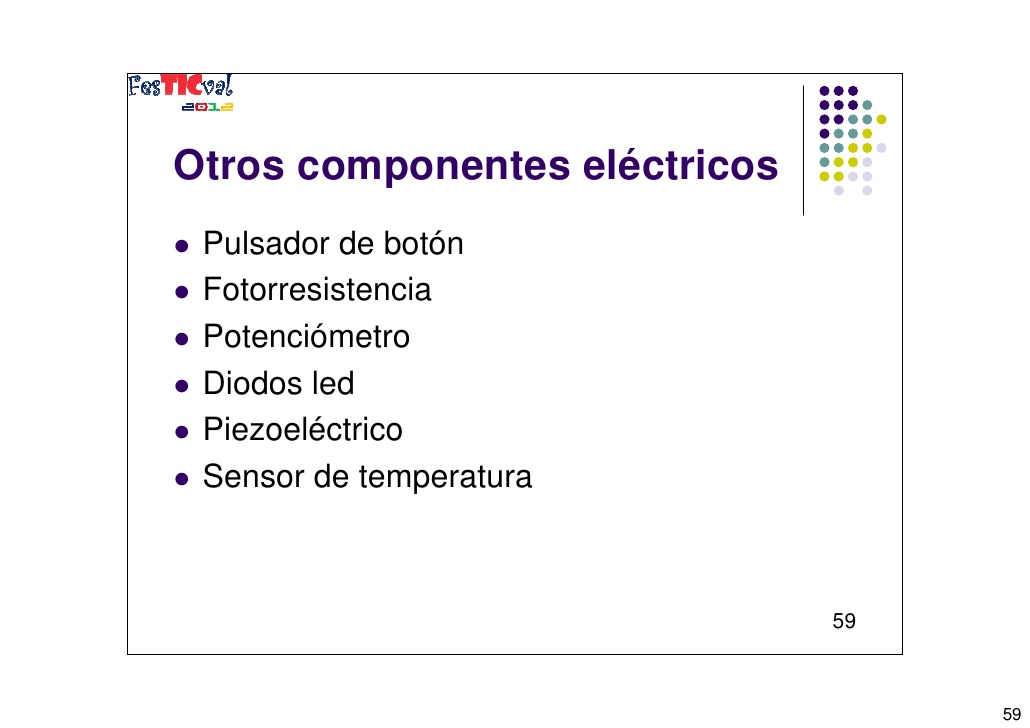 FesTICval
2012
Otros componentes eléctricos
Pulsador de botón
Fotorresistencia
Potenciómetro
Diodos led
Piezoeléctrico
Sensor de temperatura
59
59